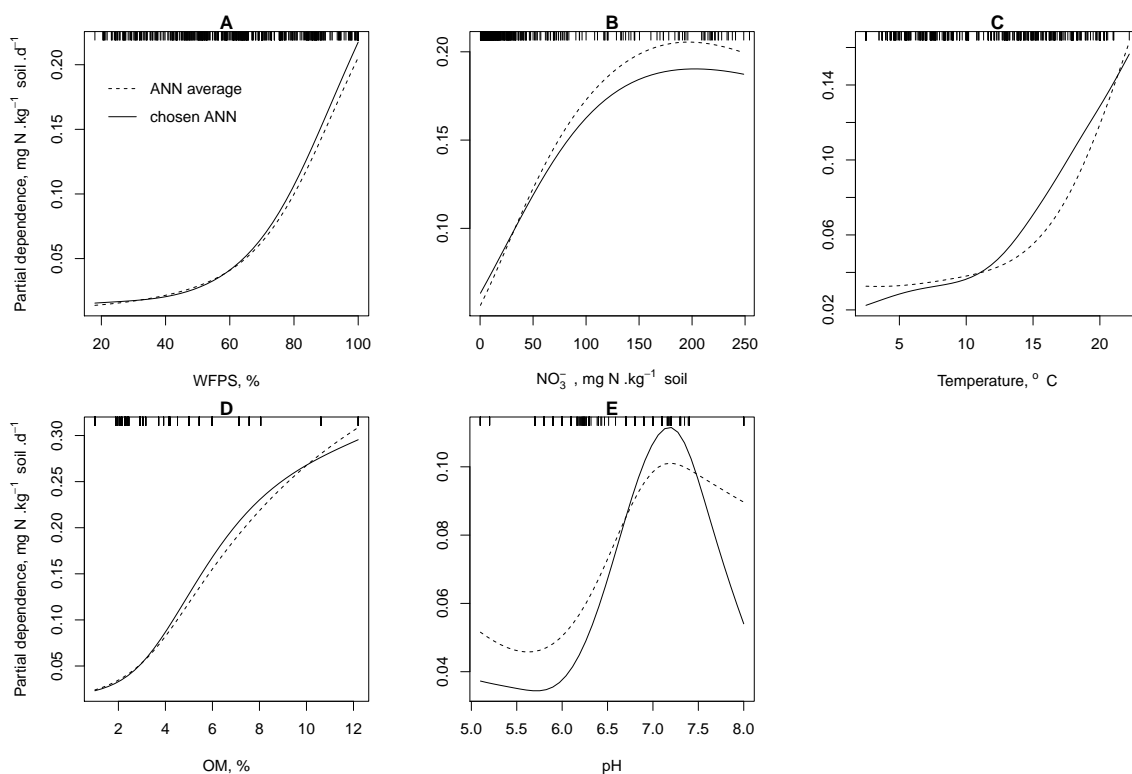 A
B
C
Partial dependence, mg N .kg⁻¹ soil .d⁻¹
0.05
0.10
0.15
0.20
ANN average
chosen ANN
20 40 60 80 100
WFPS, %
0.10
0.15
0.20
0 50 100 150 200 250
NO₃⁻ , mg N .kg⁻¹ soil
0.02
0.06
0.10
0.14
5 10 15 20
Temperature, ° C
D
E
Partial dependence, mg N .kg⁻¹ soil .d⁻¹
0.05
0.10
0.15
0.20
0.25
0.30
2 4 6 8 10 12
OM, %
0.04
0.06
0.08
0.10
5.0 5.5 6.0 6.5 7.0 7.5 8.0
pH